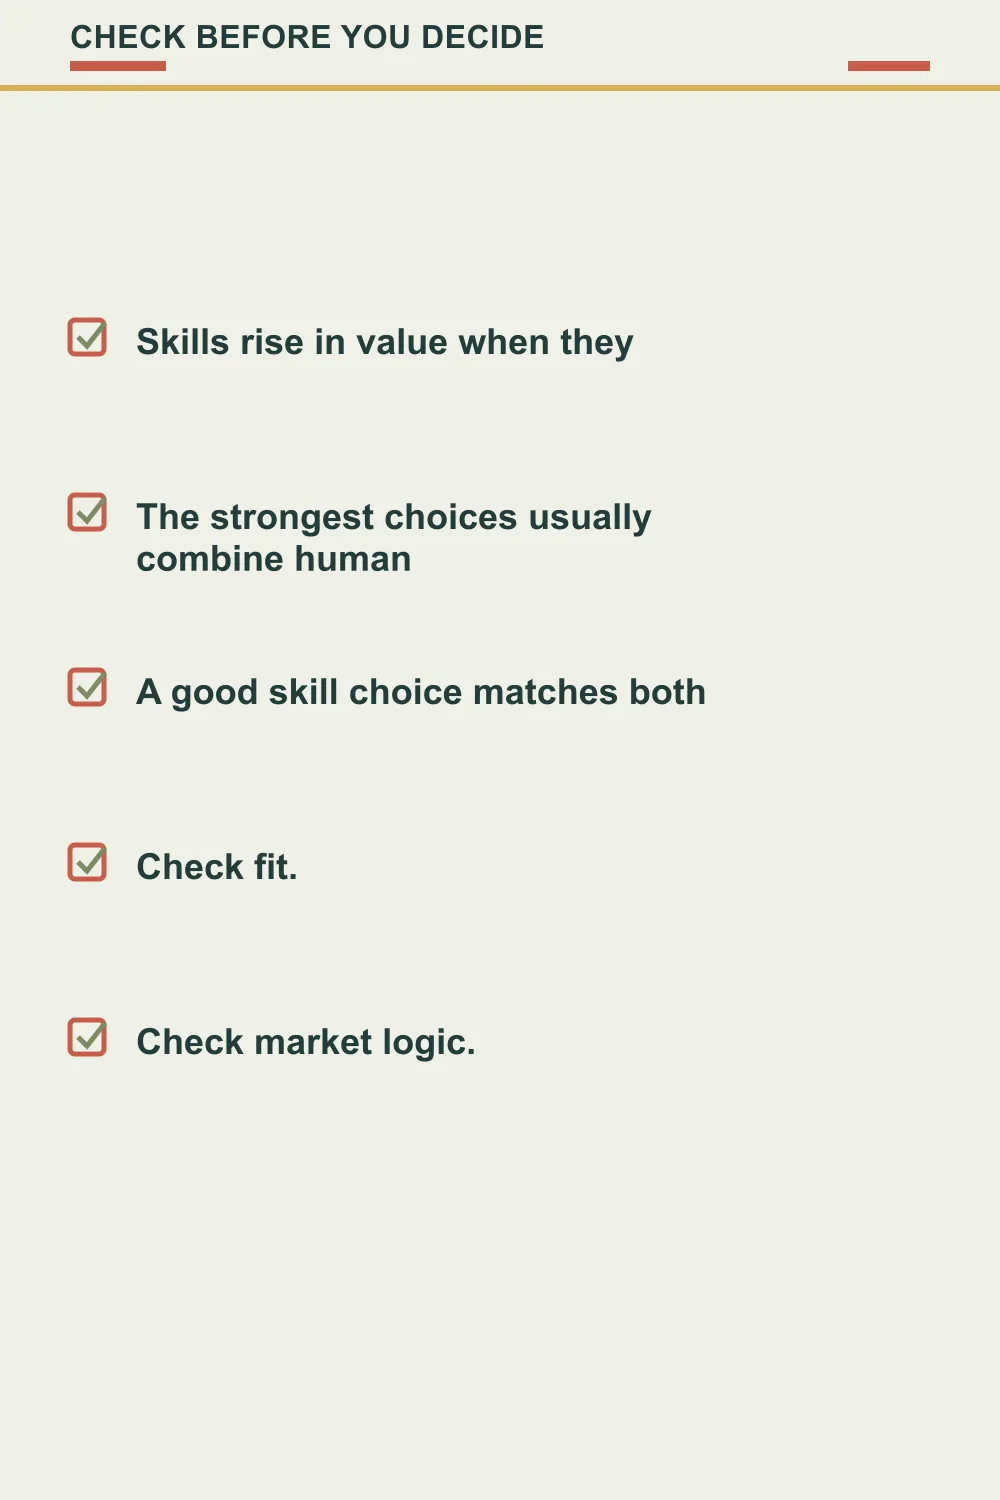 CHECK BEFORE YOU DECIDE
Skills rise in value when they
The strongest choices usually
combine human
A good skill choice matches both
Check fit.
Check market logic.